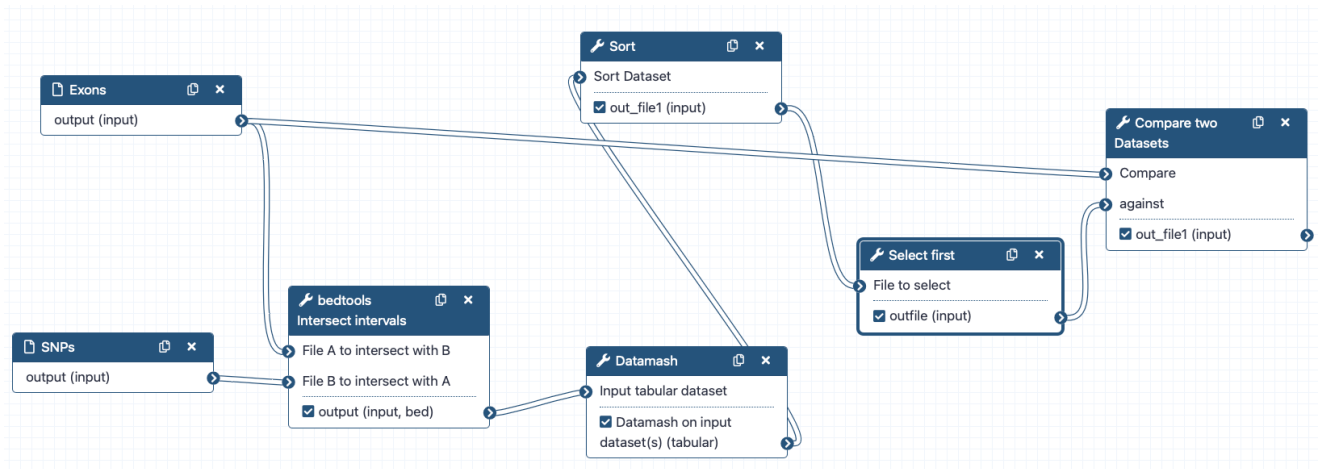 Exons
output (input)
SNPs
output (input)
bedtools
Intersect intervals
File A to intersect with B
File B to intersect with A
output (input, bed)
Sort
Sort Dataset
out_file1 (input)
Datamash
Input tabular dataset
Datamash on input
dataset(s) (tabular)
Select first
File to select
outfile (input)
Compare two
Datasets
Compare
against
out_file1 (input)